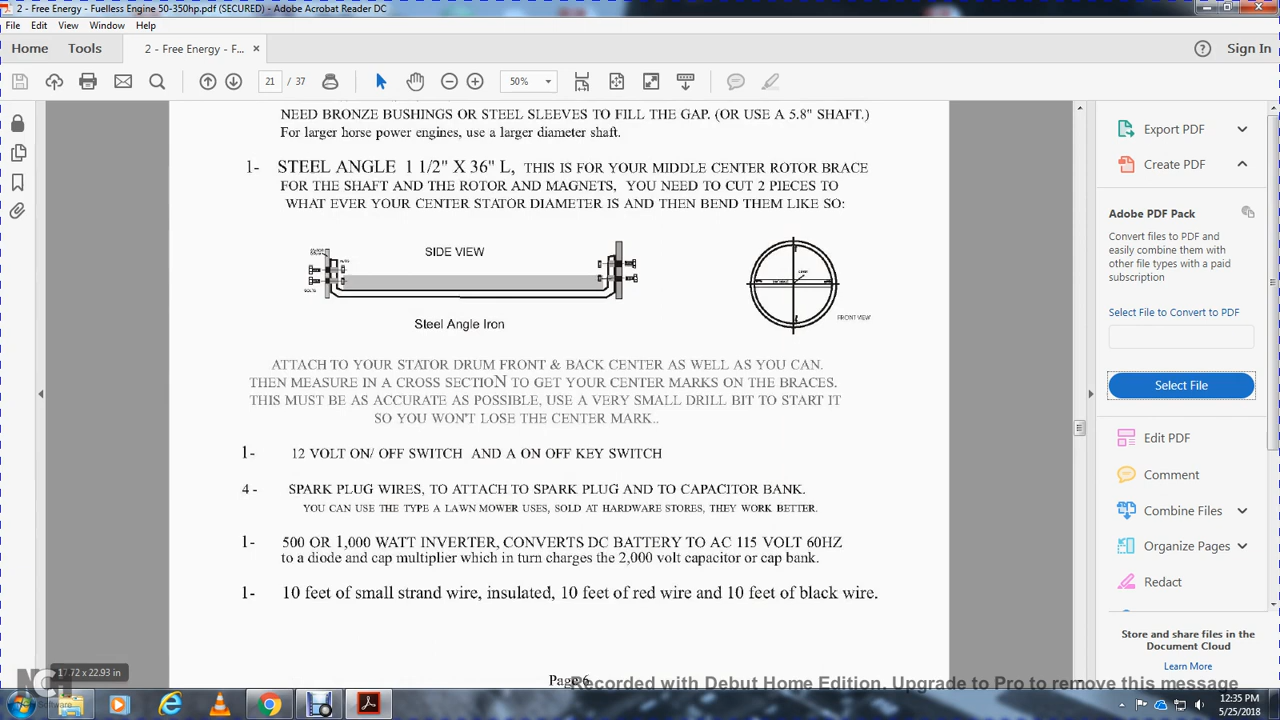 2 - Free Energy - Fuelless Engine 50-350hp.pdf (SECURED) - Adobe Acrobat Reader DC
File Edit View Window Help
Home Tools 2 - Free Energy - F... × Sign In
21 / 37 50%
NEED BRONZE BUSHINGS OR STEEL SLEEVES TO FILL THE GAP. (OR USE A 5.8" SHAFT.)
For larger horse power engines, use a larger diameter shaft.
1- STEEL ANGLE 1 1/2" X 36" L, THIS IS FOR YOUR MIDDLE CENTER ROTOR BRACE
FOR THE SHAFT AND THE ROTOR AND MAGNETS, YOU NEED TO CUT 2 PIECES TO
WHAT EVER YOUR CENTER STATOR DIAMETER IS AND THEN BEND THEM LIKE SO:
SIDE VIEW
FRONT VIEW
Steel Angle Iron
ATTACH TO YOUR STATOR DRUM FRONT & BACK CENTER AS WELL AS YOU CAN.
THEN MEASURE IN A CROSS SECTION TO GET YOUR CENTER MARKS ON THE BRACES.
THIS MUST BE AS ACCURATE AS POSSIBLE, USE A VERY SMALL DRILL BIT TO START IT
SO YOU WON'T LOSE THE CENTER MARK..
1- 12 VOLT ON/ OFF SWITCH AND A ON OFF KEY SWITCH
4 - SPARK PLUG WIRES, TO ATTACH TO SPARK PLUG AND TO CAPACITOR BANK.
YOU CAN USE THE TYPE A LAWN MOWER USES, SOLD AT HARDWARE STORES, THEY WORK BETTER.
1- 500 OR 1,000 WATT INVERTER, CONVERTS DC BATTERY TO AC 115 VOLT 60HZ
to a diode and cap multiplier which in turn charges the 2,000 volt capacitor or cap bank.
1- 10 feet of small strand wire, insulated, 10 feet of red wire and 10 feet of black wire.
Page 6
17.72 x 22.93 in
Export PDF
Create PDF
Adobe PDF Pack
Convert files to PDF and
easily combine them with
other file types with a paid
subscription
Select File to Convert to PDF
Select File
Edit PDF
Comment
Combine Files
Organize Pages
Redact
Store and share files in the
Document Cloud
Learn More
NCH
Software
Recorded with Debut Home Edition. Upgrade to Pro to remove this message
12:35 PM
5/25/2018